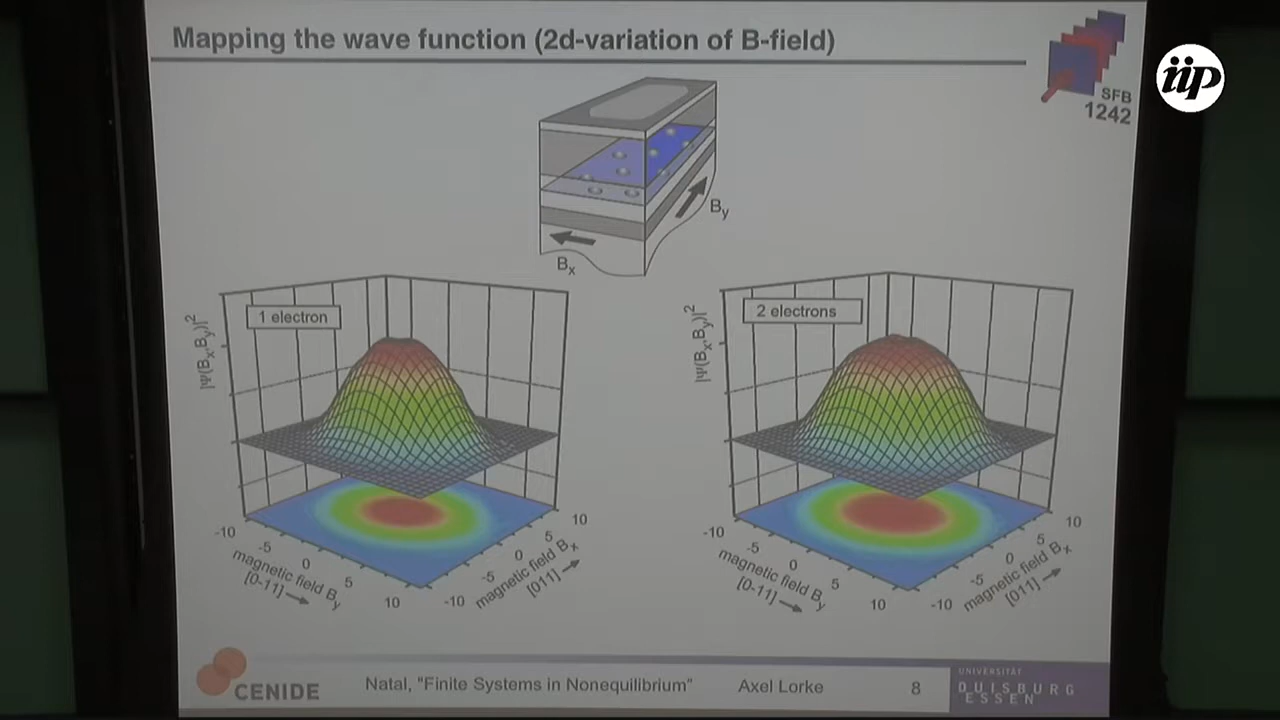 Mapping the wave function (2d-variation of B-field)
iip
SFB
1242
By
Bx
1 electron
|Ψ(Bx,By)|²
-10
-5
0
5
10
magnetic field By
[0-11]
-10
-5
0
5
10
magnetic field Bx
[011]
2 electrons
|Ψ(Bx,By)|²
-10
-5
0
5
10
magnetic field By
[0-11]
-10
-5
0
5
10
magnetic field Bx
[011]
CENIDE
Natal, "Finite Systems in Nonequilibrium" Axel Lorke 8
UNIVERSITÄT
DUISBURG
ESSEN